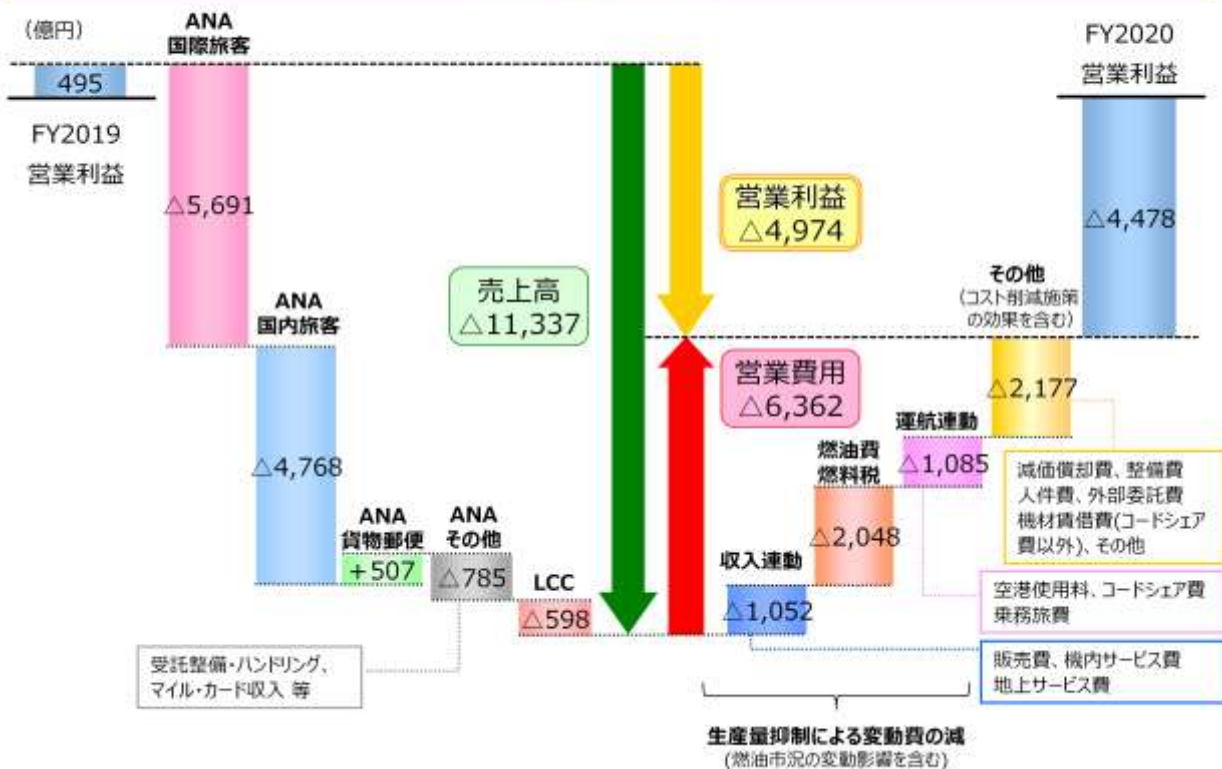 (億円)
495
FY2019
営業利益
ANA
国際旅客
△5,691
ANA
国内旅客
△4,768
ANA
貨物郵便
+507
ANA
その他
△785
LCC
△598
受託整備・ハンドリング、
マイル・カード収入 等
売上高
△11,337
営業利益
△4,974
営業費用
△6,362
収入連動
△1,052
燃油費
燃料税
△2,048
運航連動
△1,085
その他
(コスト削減施策
の効果を含む)
△2,177
FY2020
営業利益
△4,478
減価償却費、整備費
人件費、外部委託費
機材賃借費(コードシェア
費以外)、その他
空港使用料、コードシェア費
乗務旅費
販売費、機内サービス費
地上サービス費
生産量抑制による変動費の減
(燃油市況の変動影響を含む)